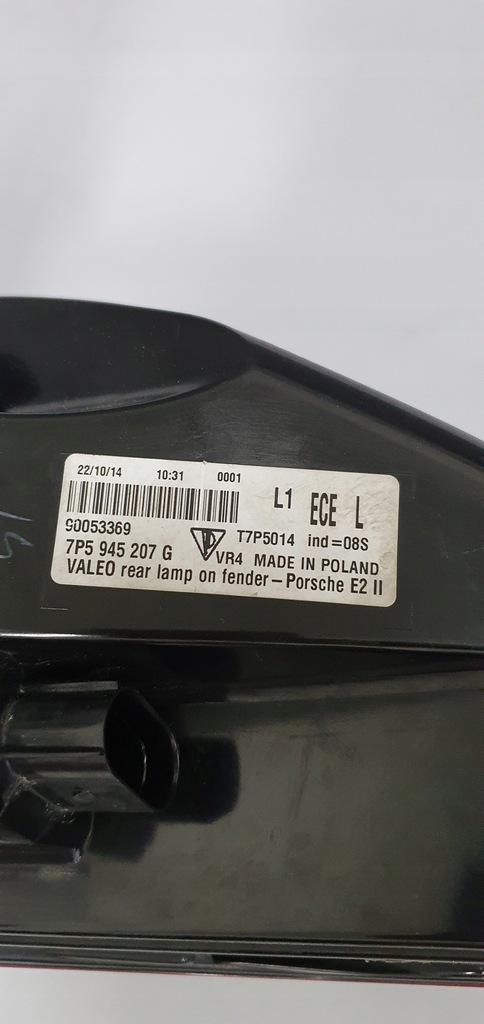 22/10/14 10:31 0001
L1 ECE L
90053369
T7P5014 ind=08S
7P5 945 207 G VR4 MADE IN POLAND
VALEO rear lamp on fender-Porsche E2 II